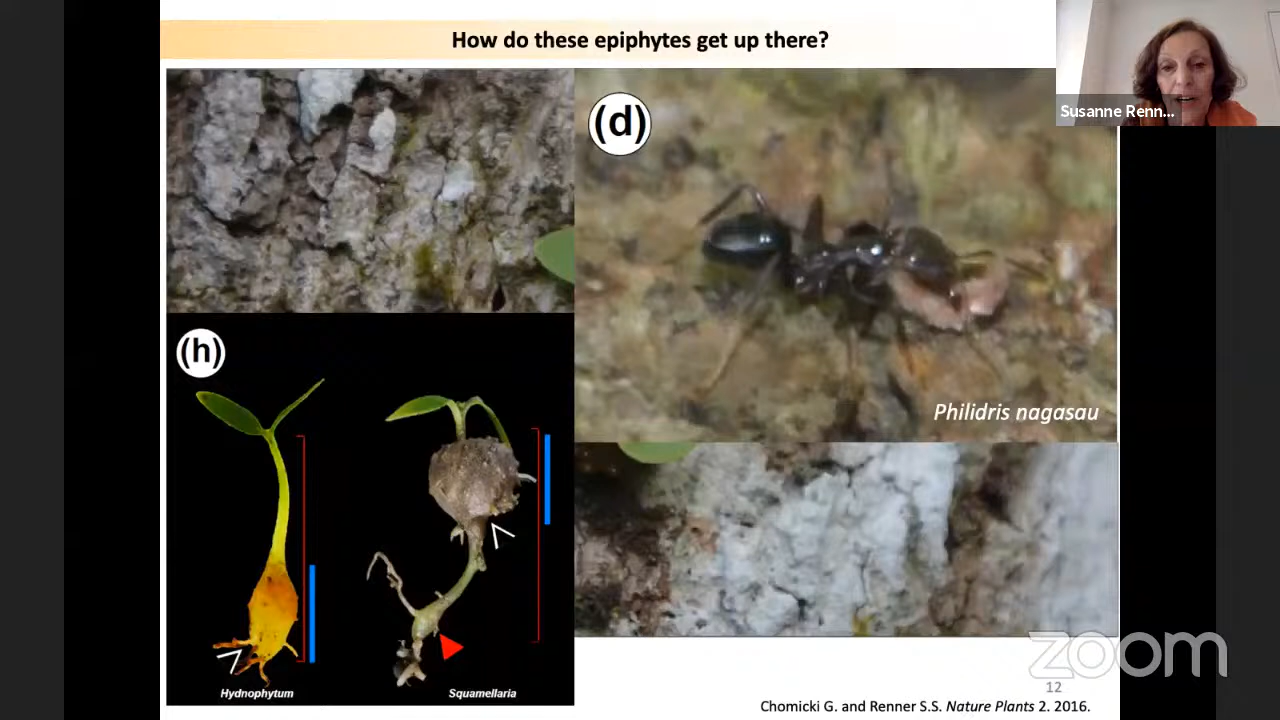 How do these epiphytes get up there?
Susanne Renn...
(d)
Philidris nagasau
(h)
Hydnophytum
Squamellaria
zoom
12
Chomicki G. and Renner S.S. Nature Plants 2. 2016.